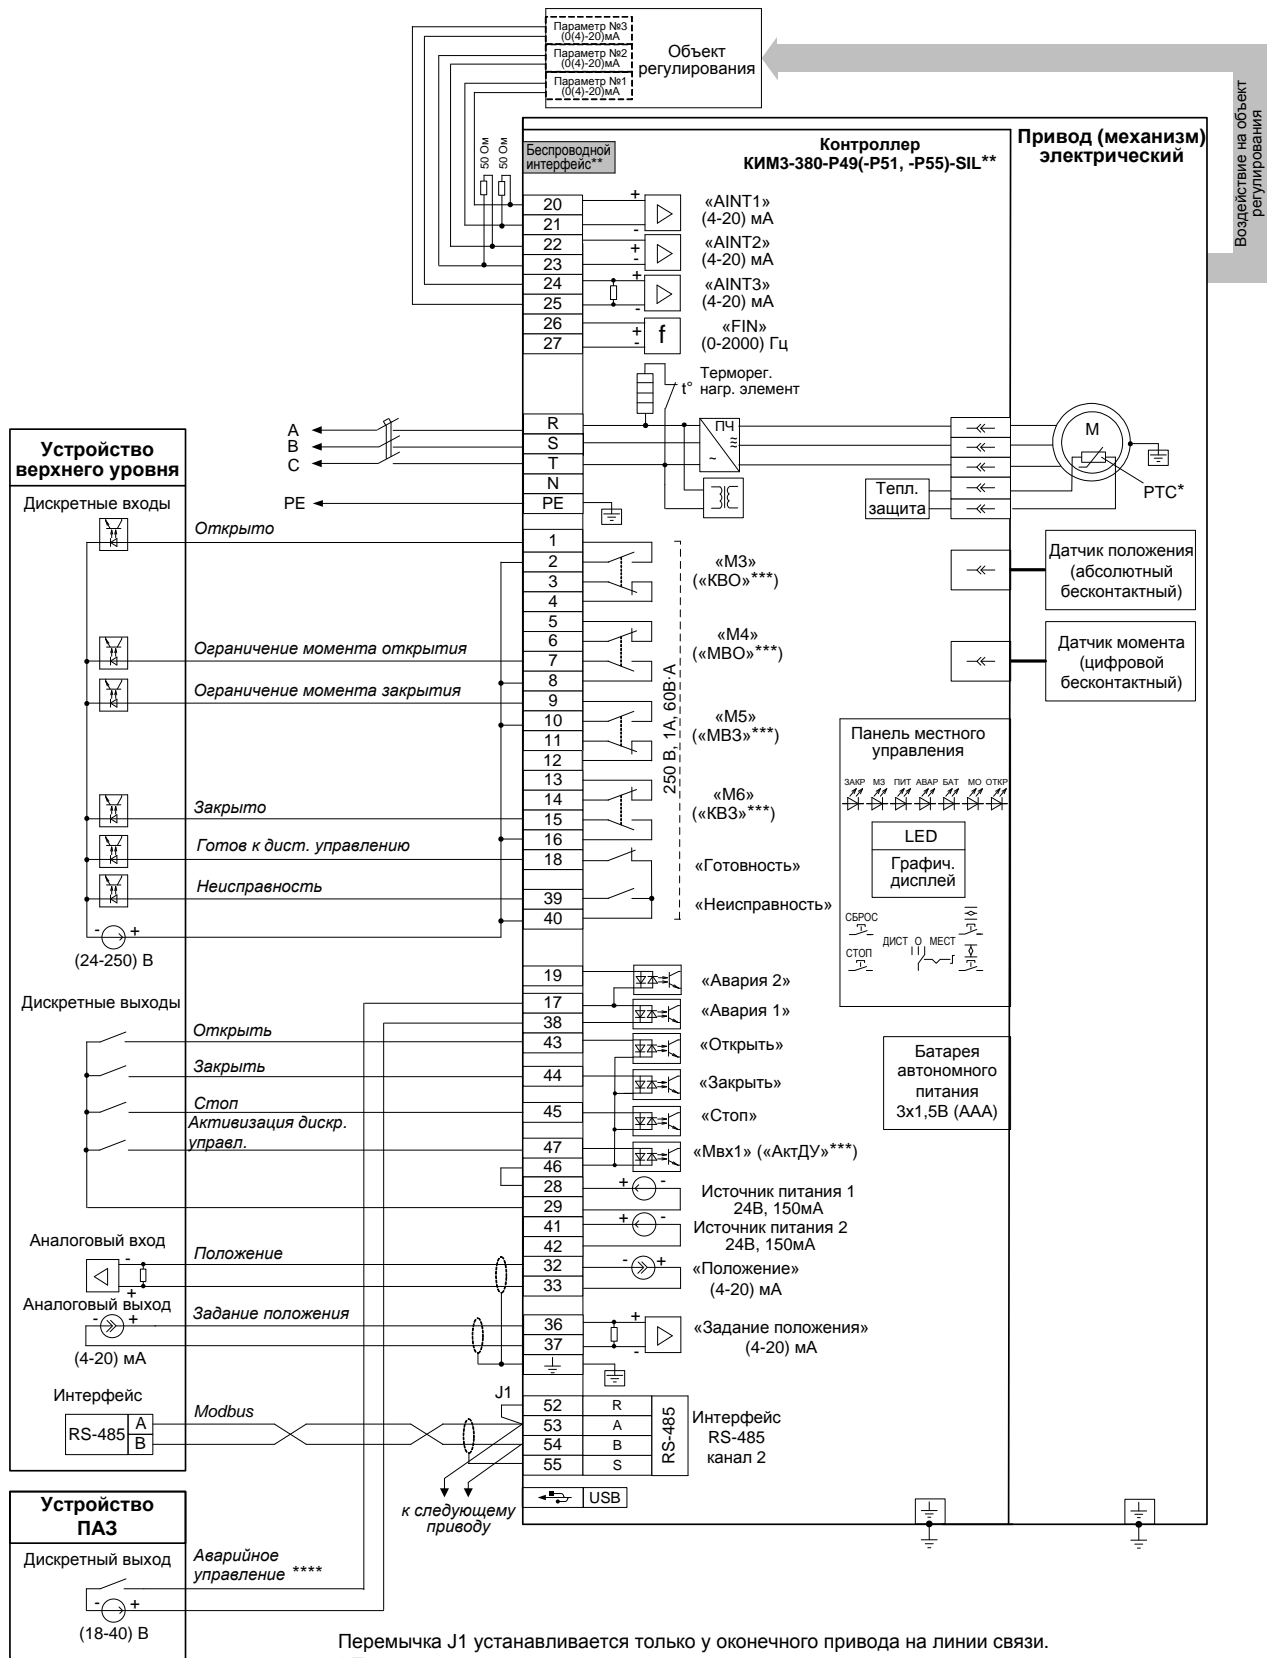 Параметр №3
(0(4)-20)мА
Параметр №2
(0(4)-20)мА
Параметр №1
(0(4)-20)мА
Объект
регулирования
Воздействие на объект
регулирования
50 Ом
50 Ом
Беспроводной
интерфейс**
Контроллер
КИМ3-380-Р49(-Р51, -Р55)-SIL**
Привод (механизм)
электрический
20
21
22
23
24
25
26
27
+
-
«AINT1»
(4-20) мА
+
-
«AINT2»
(4-20) мА
+
-
«AINT3»
(4-20) мА
+
-
f
«FIN»
(0-2000) Гц
t°
Терморег.
нагр. элемент
A
B
C
PE
R
S
T
N
PE
ПЧ
≈
~
М
PTC*
Тепл.
защита
Устройство
верхнего уровня
Дискретные входы
Открыто
Ограничение момента открытия
Ограничение момента закрытия
Закрыто
Готов к дист. управлению
Неисправность
- +
(24-250) В
1
2
3
4
5
6
7
8
9
10
11
12
13
14
15
16
18
39
40
«М3»
(«КВО»***)
«М4»
(«МВО»***)
«М5»
(«МВЗ»***)
«М6»
(«КВЗ»***)
«Готовность»
«Неисправность»
250 В, 1А, 60В·А
Датчик положения
(абсолютный
бесконтактный)
Датчик момента
(цифровой
бесконтактный)
Панель местного
управления
ЗАКР МЗ ПИТ АВАР БАТ МО ОТКР
LED
Графич.
дисплей
СБРОС
СТОП
ДИСТ О МЕСТ
Батарея
автономного
питания
3х1,5В (ААА)
Дискретные выходы
Открыть
Закрыть
Стоп
Активизация дискр.
управл.
19
17
38
43
44
45
47
46
28
29
41
42
32
33
36
37
«Авария 2»
«Авария 1»
«Открыть»
«Закрыть»
«Стоп»
«Мвх1» («АктДУ»***)
+ -
Источник питания 1
24В, 150мА
+ -
Источник питания 2
24В, 150мА
- +
«Положение»
(4-20) мА
+
-
«Задание положения»
(4-20) мА
Аналоговый вход
-
+
Положение
Аналоговый выход
- +
(4-20) мА
Задание положения
Интерфейс
RS-485
A
B
Modbus
J1
52 R
53 A
54 B
55 S
RS-485
Интерфейс
RS-485
канал 2
USB
к следующему
приводу
Устройство
ПАЗ
Дискретный выход
- +
(18-40) В
Аварийное
управление ****
Перемычка J1 устанавливается только у оконечного привода на линии связи.